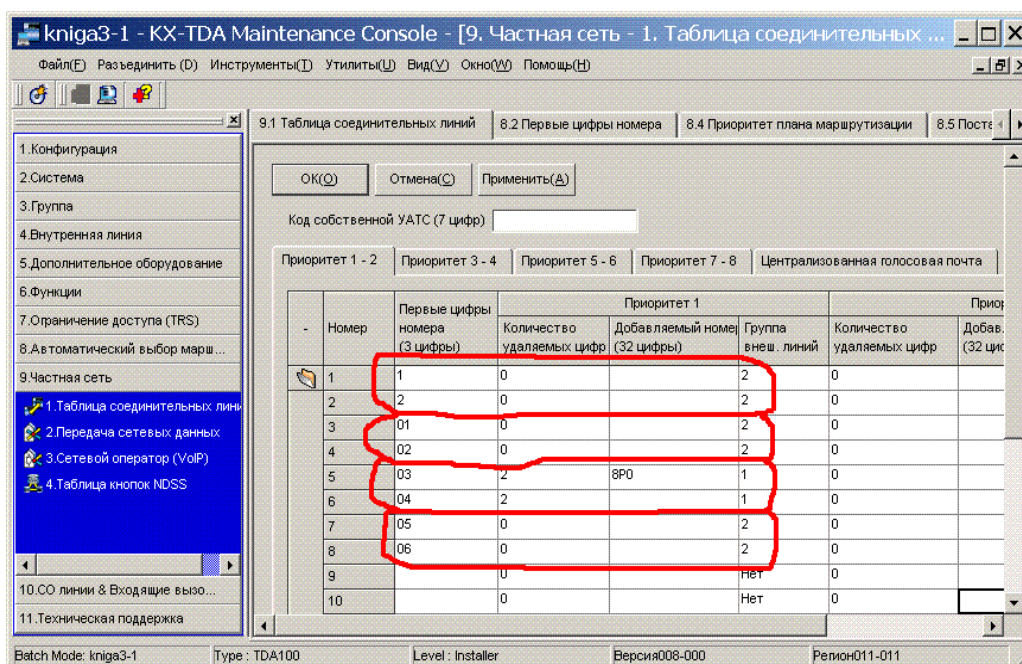 kniga3-1 - KX-TDA Maintenance Console - [9. Частная сеть - 1. Таблица соединительных ...
Файл(F) Разъединить (D) Инструменты(T) Утилиты(U) Вид(V) Окно(W) Помощь(H)
9.1 Таблица соединительных линий 8.2 Первые цифры номера 8.4 Приоритет плана маршрутизации 8.5 Посте
1.Конфигурация
2.Система
3.Группа
4.Внутренняя линия
5.Дополнительное оборудование
6.Функции
7.Ограничение доступа (TRS)
8.Автоматический выбор марш...
9.Частная сеть
1.Таблица соединительных лини
2.Передача сетевых данных
3.Сетевой оператор (VoIP)
4.Таблица кнопок NDSS
10.CO линии & Входящие вызо...
11.Техническая поддержка
ОК(O) Отмена(C) Применить(A)
Код собственной УАТС (7 цифр)
Приоритет 1 - 2 Приоритет 3 - 4 Приоритет 5 - 6 Приоритет 7 - 8 Централизованная голосовая почта
Приоритет 1 Приор
- Номер Первые цифры номера (3 цифры) Количество удаляемых цифр Добавляемый номер (32 цифры) Группа внеш. линий Количество удаляемых цифр Добав. (32 циф
1 1 0 2 0
2 2 0 2 0
3 01 0 2 0
4 02 0 2 0
5 03 2 8P0 1 0
6 04 2 1 0
7 05 0 2 0
8 06 0 2 0
9 0 Нет 0
10 0 Нет 0
Batch Mode: kniga3-1 Type : TDA100 Level : Installer Версия008-000 Регион011-011